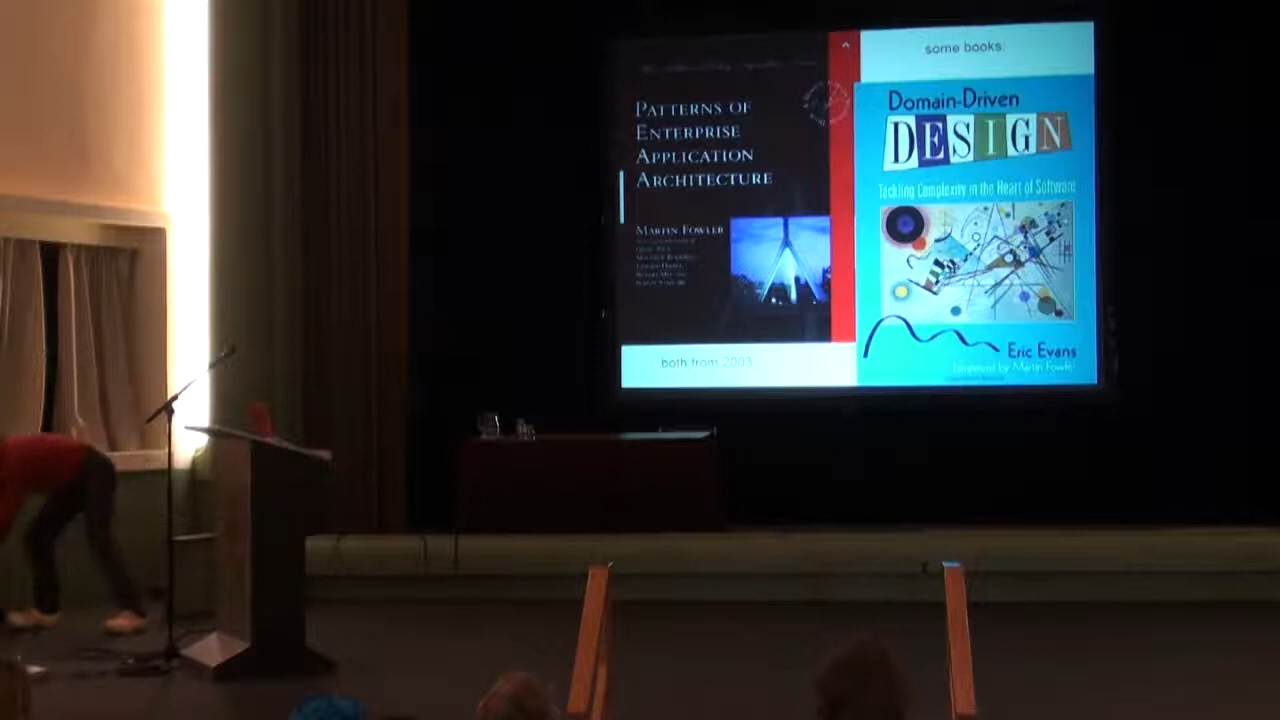 some books:
PATTERNS OF
ENTERPRISE
APPLICATION
ARCHITECTURE
MARTIN FOWLER
both from 2003
Domain-Driven
DESIGN
Tackling Complexity in the Heart of Software
Eric Evans
Foreword by Martin Fowler